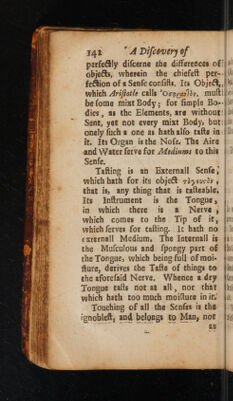 142 A Discovery of
perfectly discerne the differences of
objects, wherein the chiefest per-
fection of a Sense consists. Its Object,
which Aristotle calls must
be some mixt Body; for simple Bo-
dies, as the Elements, are without
Sent, yet not every mixt Body, but
onely such a one as hath also taste in
it. Its Organ is the Nose. The Aire
and Water serve for Mediums to this
Sense.
Tasting is an Externall Sense,
which hath for its object
that is, any thing that is tasteable.
Its Instrument is the Tongue,
in which there is a Nerve,
which comes to the Tip of it,
which serves for tasting. It hath no
external Medium, The Internall is
the Musculous and spongy part of
the Tongue, which being full of moi-
sture, derives the Taste of things to
the aforesaid Nerve. Whence a dry
Tongue tasts not at all, nor that
which hath too much moisture in it.
Touching of all the Senses is the
ignoblest, and belongs to Man, not
as